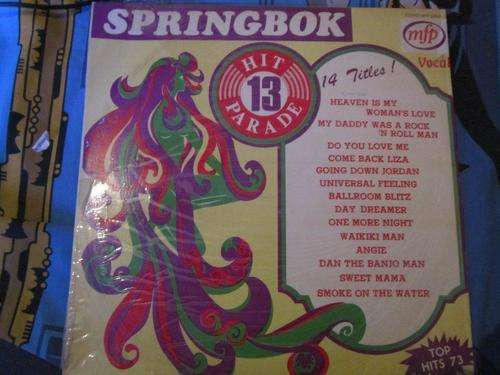 SPRINGBOK
HIT
13
PARADE
mfp
Vocal
14 Titles!
HEAVEN IS MY
WOMAN'S LOVE
MY DADDY WAS A ROCK
'N ROLL MAN
DO YOU LOVE ME
COME BACK LIZA
GOING DOWN JORDAN
UNIVERSAL FEELING
BALLROOM BLITZ
DAY DREAMER
ONE MORE NIGHT
WAIKIKI MAN
ANGIE
DAN THE BANJO MAN
SWEET MAMA
SMOKE ON THE WATER
TOP
HITS 73